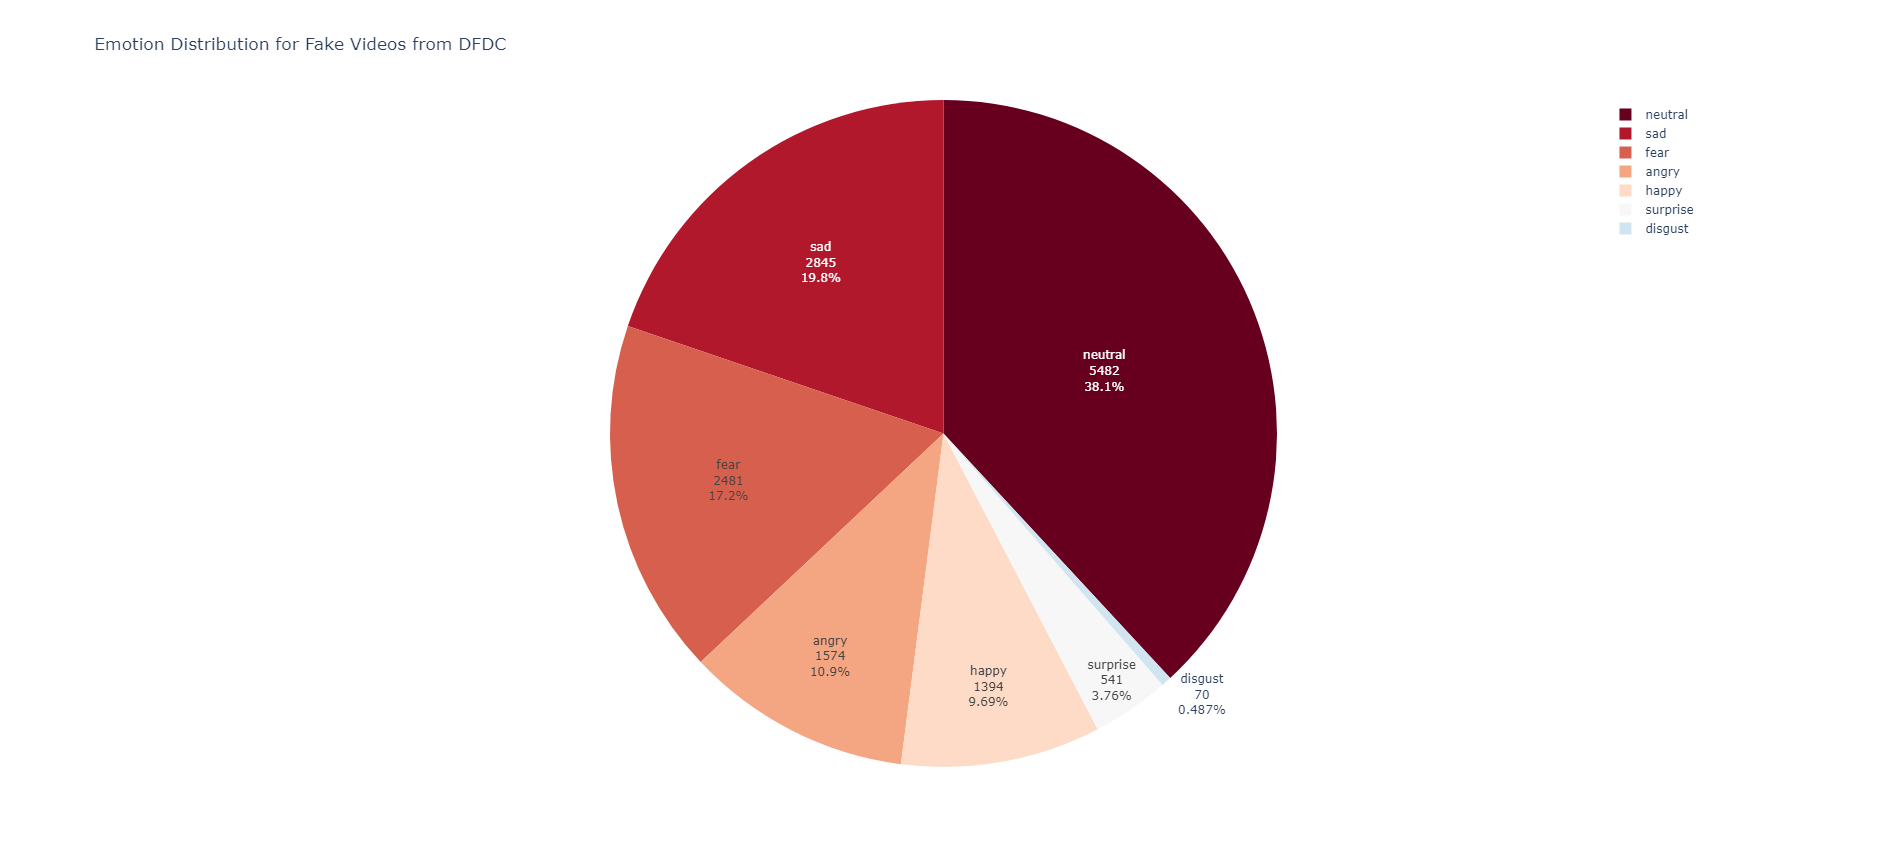 Emotion Distribution for Fake Videos from DFDC
neutral
sad
fear
angry
happy
surprise
disgust
sad
2845
19.8%
neutral
5482
38.1%
fear
2481
17.2%
angry
1574
10.9%
happy
1394
9.69%
surprise
541
3.76%
disgust
70
0.487%